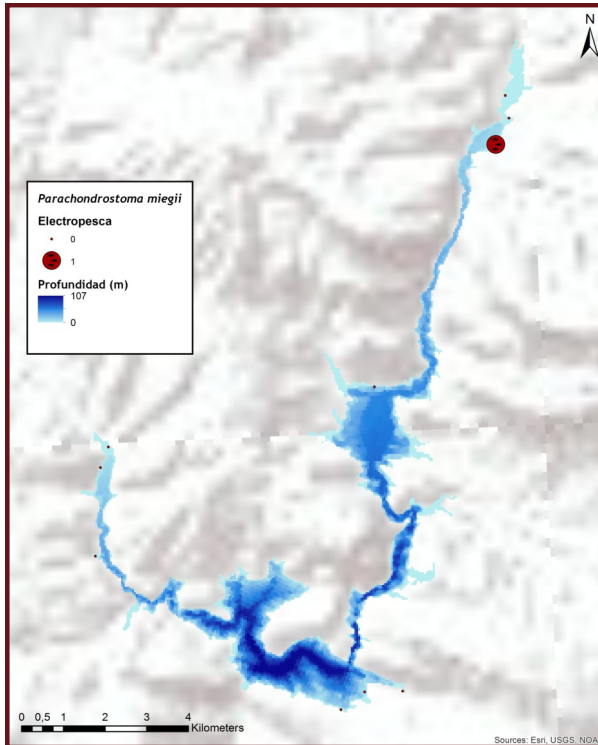 N
Parachondrostoma miegii
Electropesca
0
1
Profundidad (m)
107
0
0 0,5 1 2 3 4
Kilometers
Sources: Esri, USGS, NOA